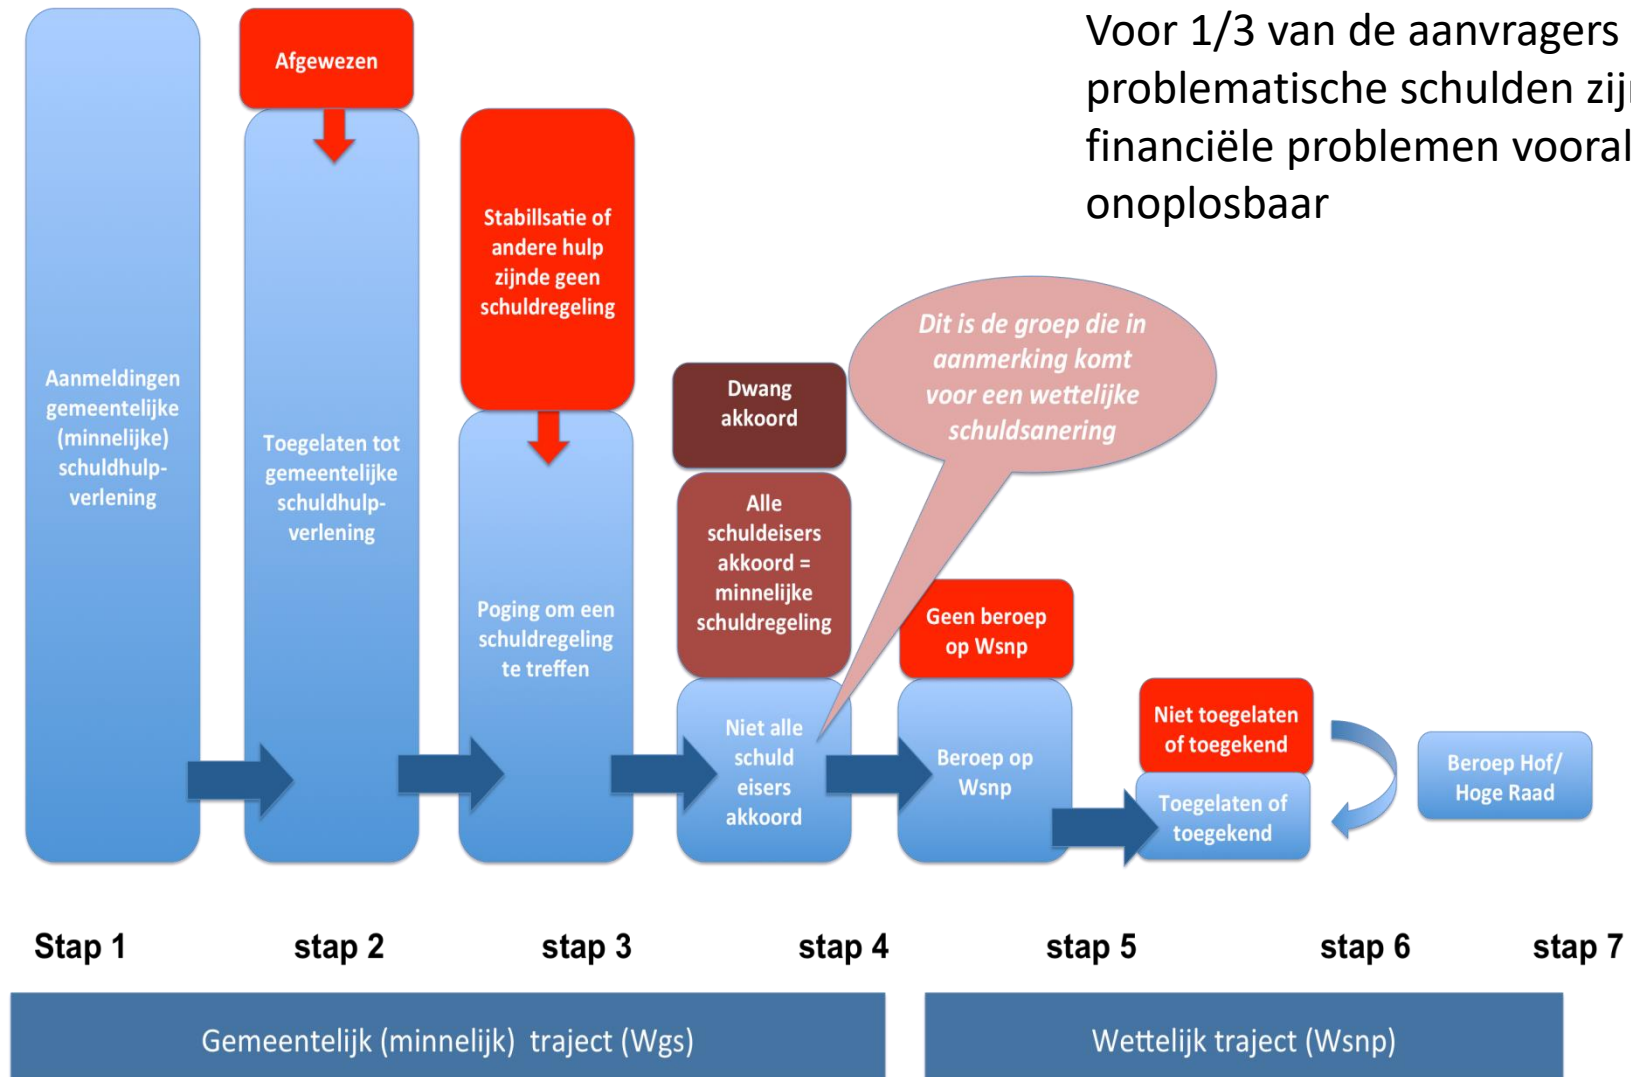 Voor 1/3 van de aanvragers
problematische schulden
financiële problemen vooral
onoplosbaar
Afgewezen
Stabillsatie of
andere hulp
zijnde geen
schuldregeling
Dit is de groep die in
aanmerking komt
voor een wettelijke
schuldsanering
Aanmeldingen
gemeentelijke
(minnelijke)
schuldhulp-
verlening
Toegelaten tot
gemeentelijke
schuldhulp-
verlening
Poging om een
schuldregeling
te treffen
Dwang
akkoord
Alle
schuldeisers
akkoord =
minnelijke
schuldregeling
Niet alle
schuld
eisers
akkoord
Geen beroep
op Wsnp
Beroep op
Wsnp
Niet toegelaten
of toegekend
Toegelaten of
toegekend
Beroep Hof/
Hoge Raad
Stap 1
stap 2
stap 3
stap 4
stap 5
stap 6
stap 7
Gemeentelijk (minnelijk) traject (Wgs)
Wettelijk traject (Wsnp)